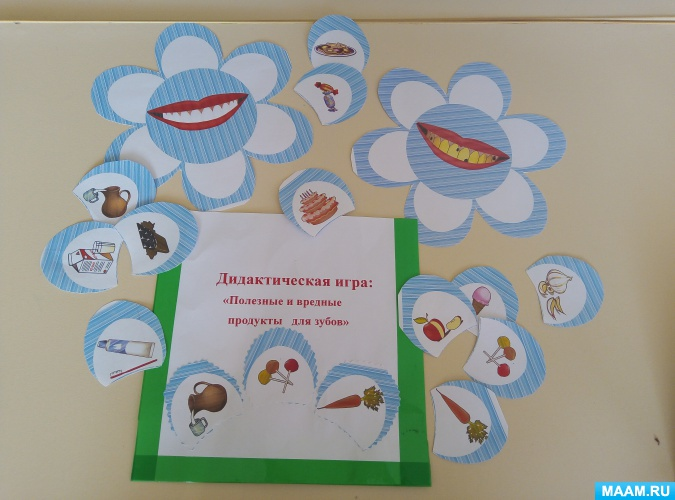 Дидактическая игра:
«Полезные и вредные
продукты для зубов»
MAAM.RU